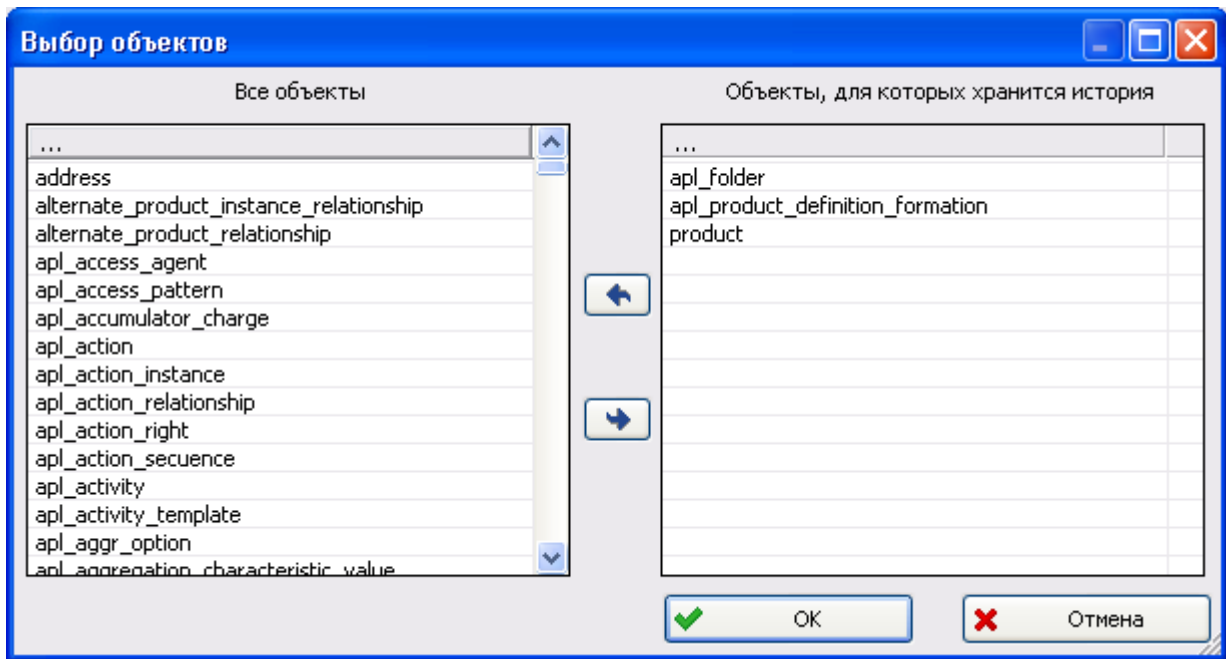 Выбор объектов
Все объекты
...
address
alternate_product_instance_relationship
alternate_product_relationship
apl_access_agent
apl_access_pattern
apl_accumulator_charge
apl_action
apl_action_instance
apl_action_relationship
apl_action_right
apl_action_secuence
apl_activity
apl_activity_template
apl_aggr_option
apl_aggregation_characteristic_value
Объекты, для которых хранится история
...
apl_folder
apl_product_definition_formation
product
OK
Отмена